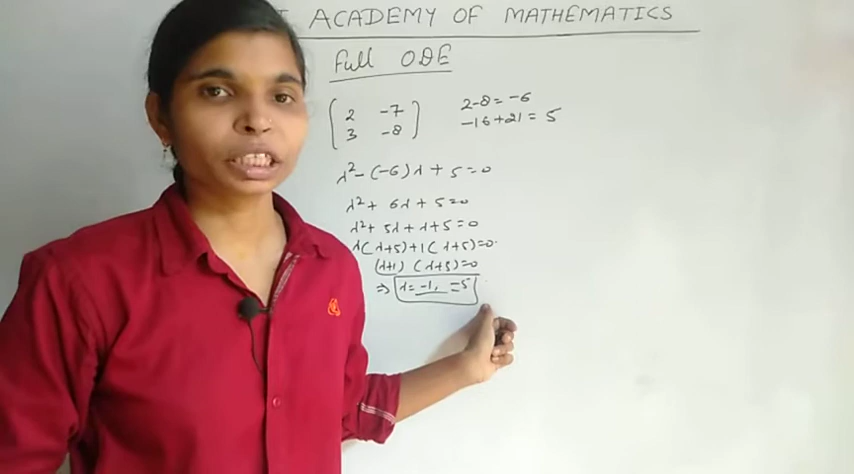 ACADEMY OF MATHEMATICS
Full ODE
2 -7
3 -8
2-8=-6
-16+21=5
λ²-(-6)λ+5=0
λ²+6λ+5=0
λ²+5λ+λ+5=0
λ(λ+5)+1(λ+5)=0
(λ+1)(λ+5)=0
⇒ λ=-1, =5